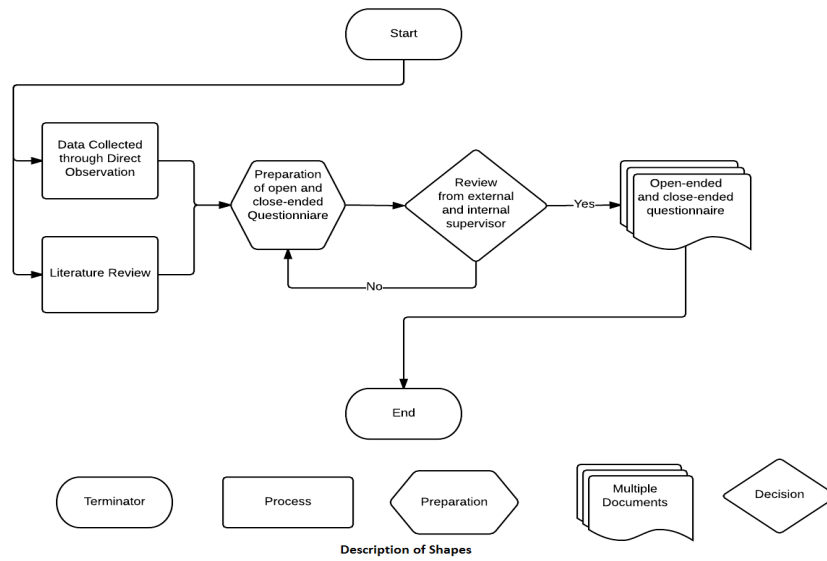 Start
Data Collected
through Direct
Observation
Literature Review
Preparation
of open and
close-ended
Questionniare
Review
from external
and internal
supervisor
Yes
No
Open-ended
and close-ended
questionnaire
End
Terminator
Process
Preparation
Multiple
Documents
Decision
Description of Shapes